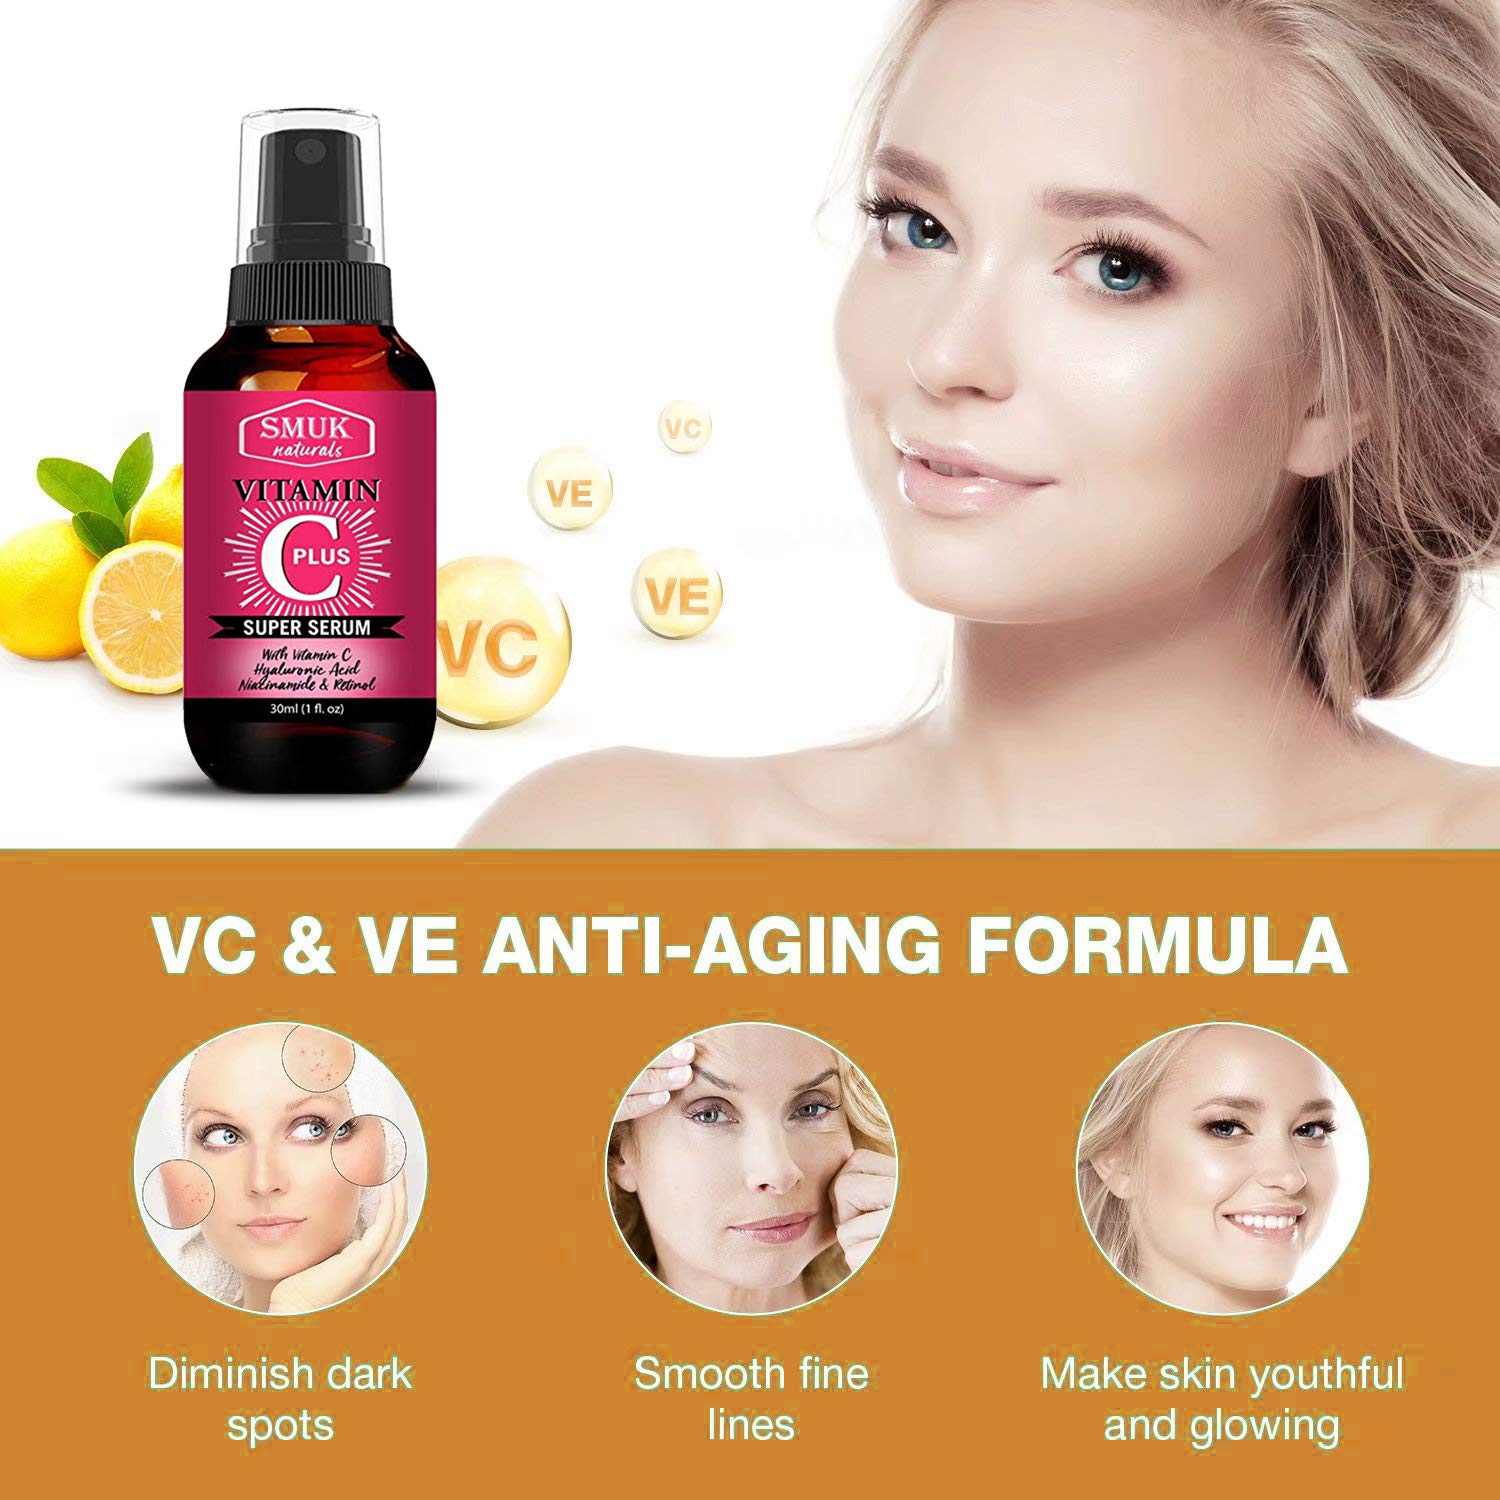 SMUK
naturals
VITAMIN
C PLUS
SUPER SERUM
With Vitamin C
Hyaluronic Acid
Niacinamide & Retinol
30ml (1 fl. oz)
VC
VE
VE
VC
VC & VE ANTI-AGING FORMULA
Diminish dark
spots
Smooth fine
lines
Make skin youthful
and glowing